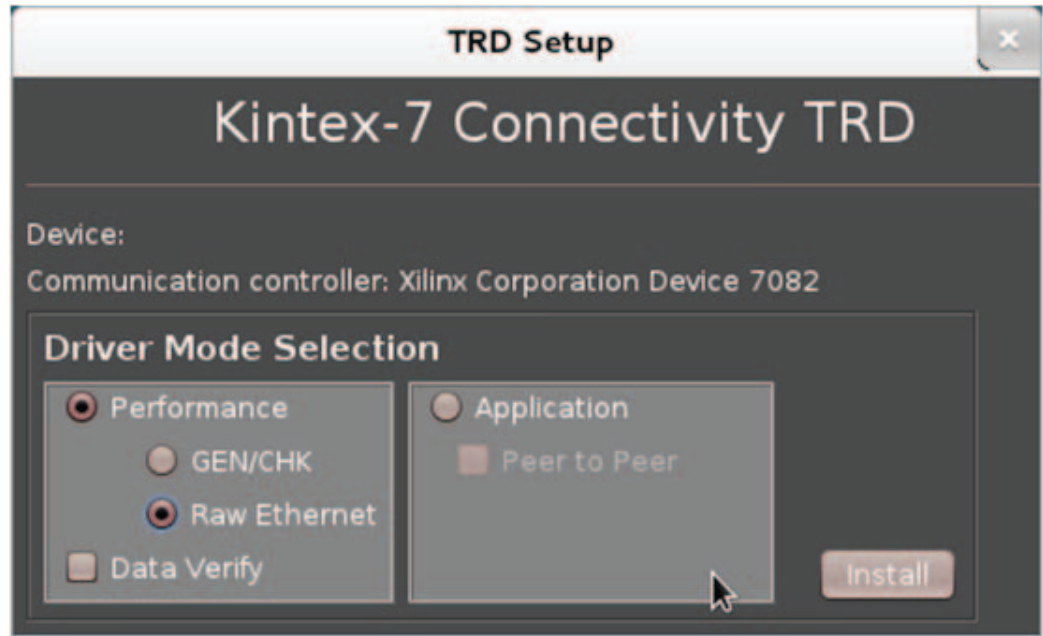 TRD Setup
Kintex-7 Connectivity TRD
Device:
Communication controller: Xilinx Corporation Device 7082
Driver Mode Selection
Performance
GEN/CHK
Raw Ethernet
Data Verify
Application
Peer to Peer
Install